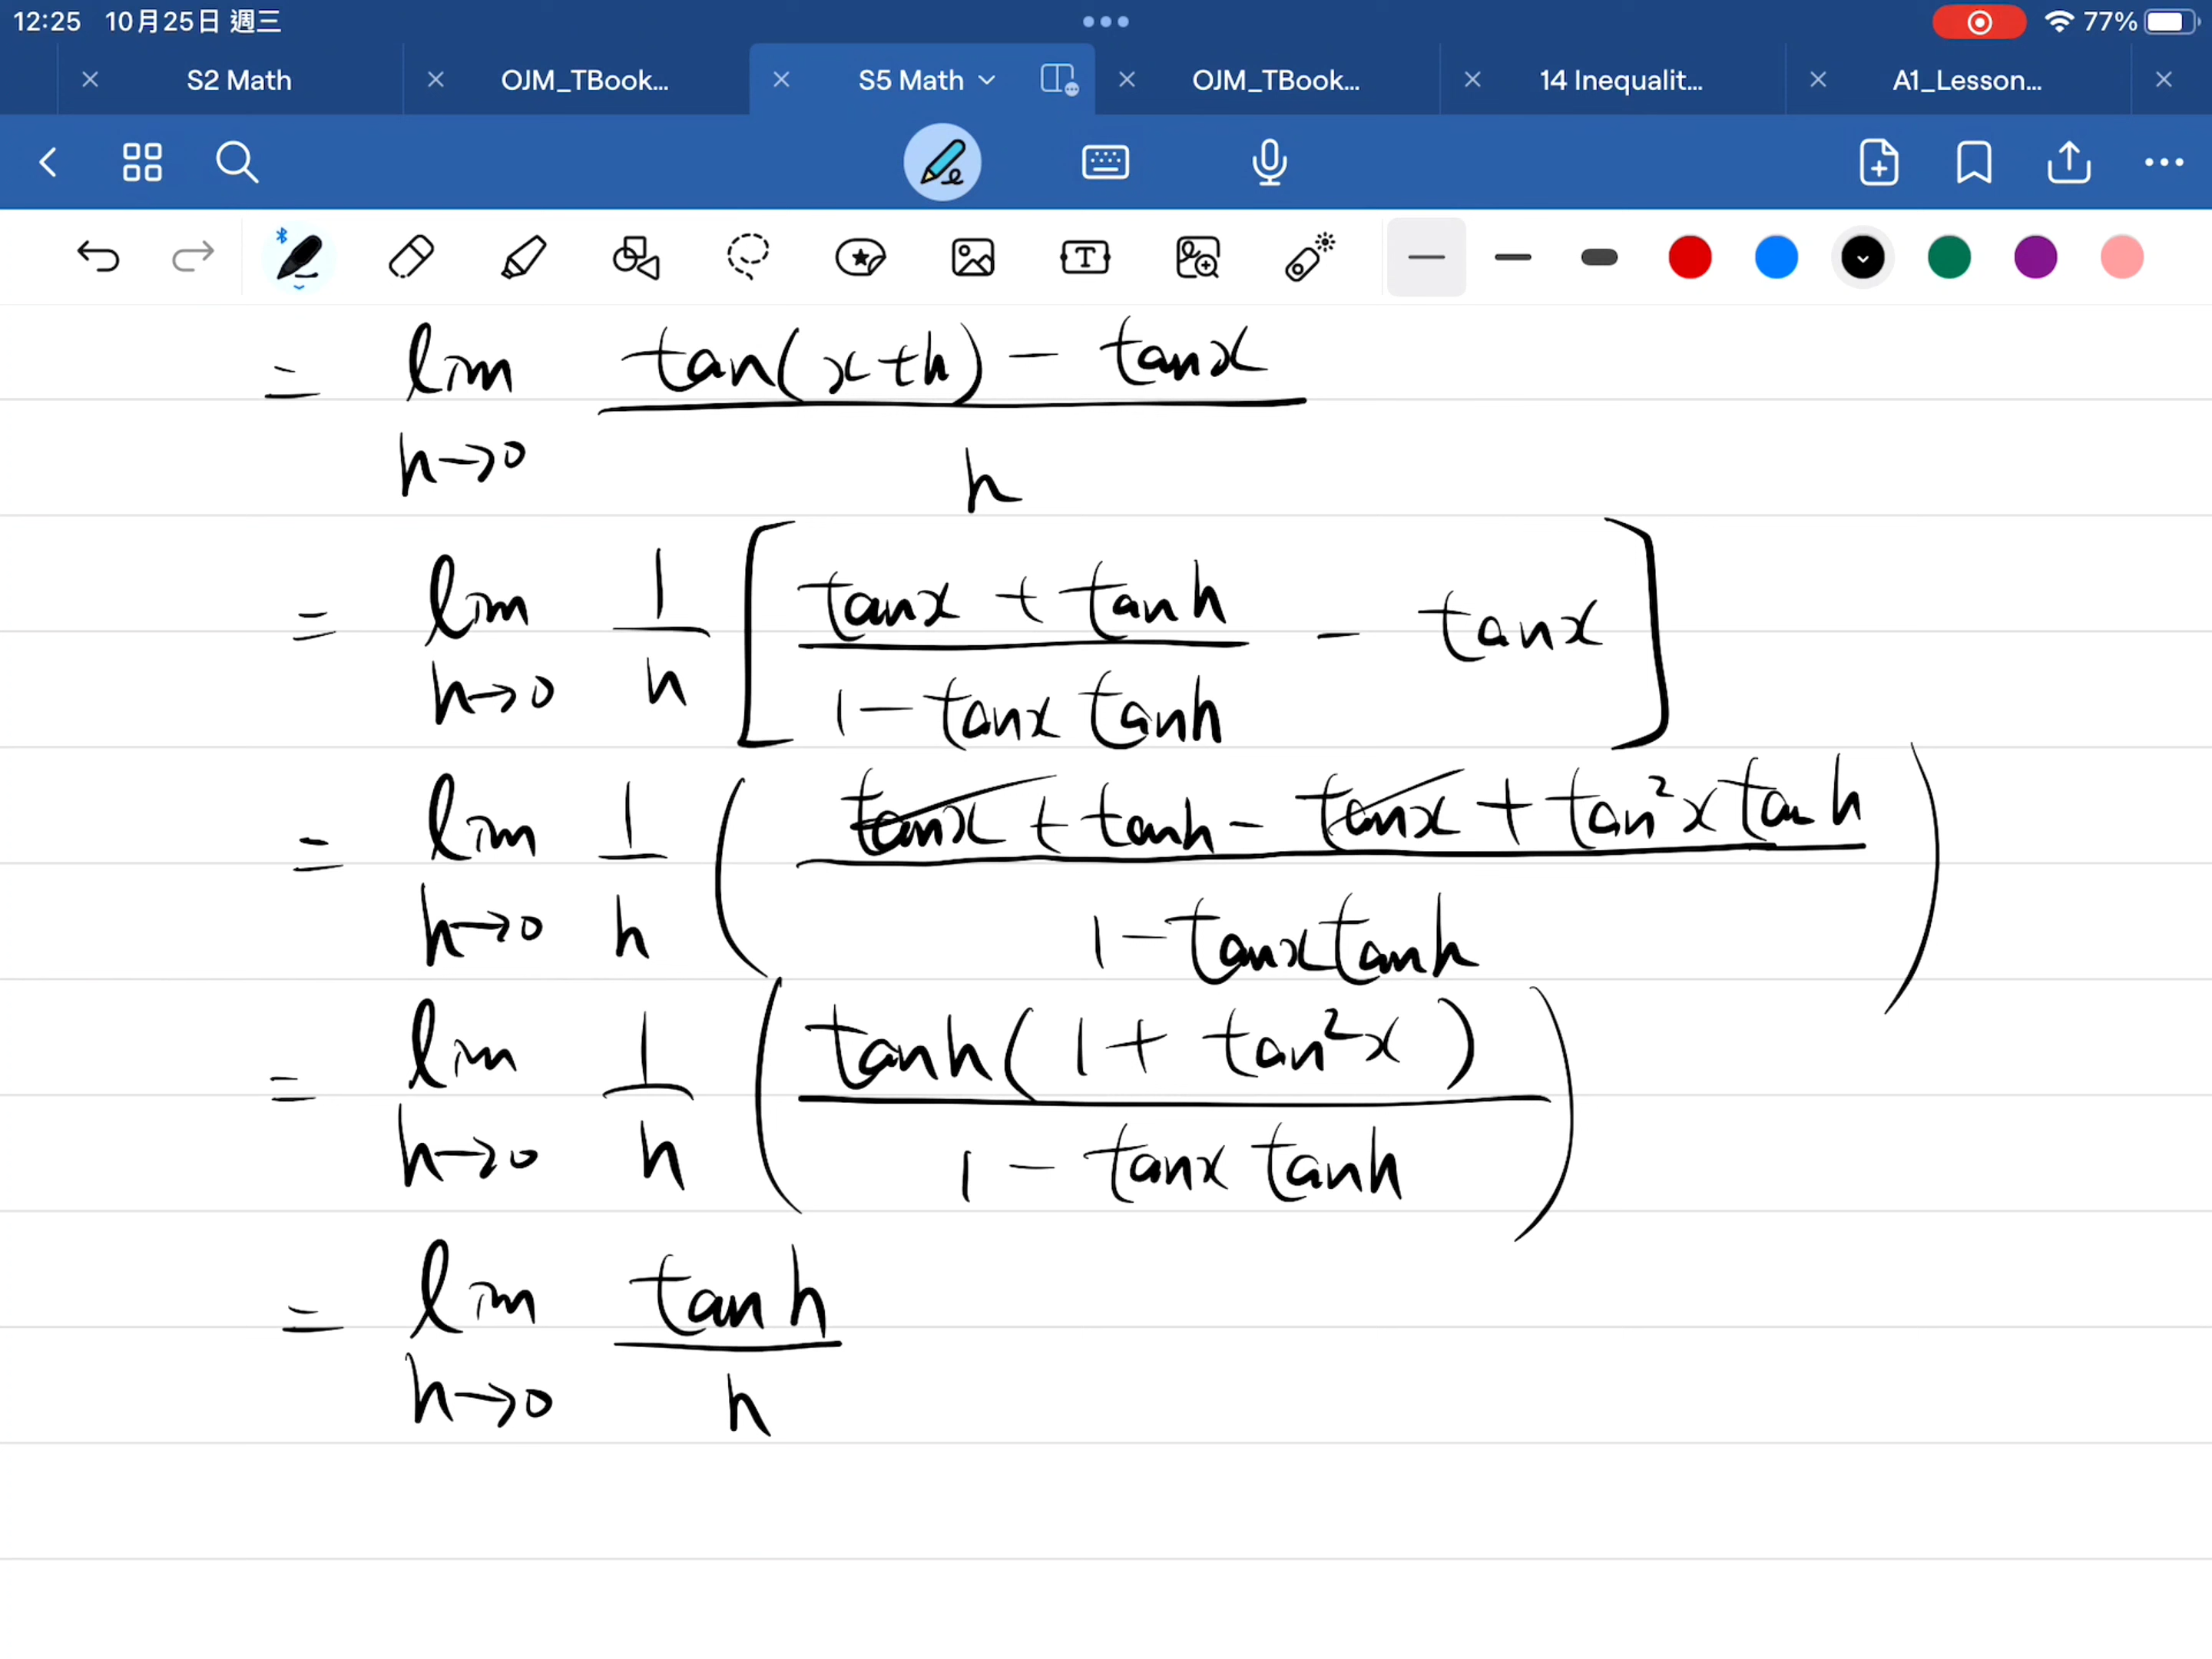 12:25 10月25日 週三 77%
S2 Math OJM_TBook... S5 Math OJM_TBook... 14 Inequalit... A1_Lesson...
= lim h→0 (tan(x+h) − tanx) / h
= lim h→0 1/h [ (tanx + tanh) / (1 − tanx tanh) − tanx ]
= lim h→0 1/h ( (tanx + tanh − tanx + tan²x tanh) / (1 − tanx tanh) )
= lim h→0 1/h ( tanh(1 + tan²x) / (1 − tanx tanh) )
= lim h→0 tanh / h